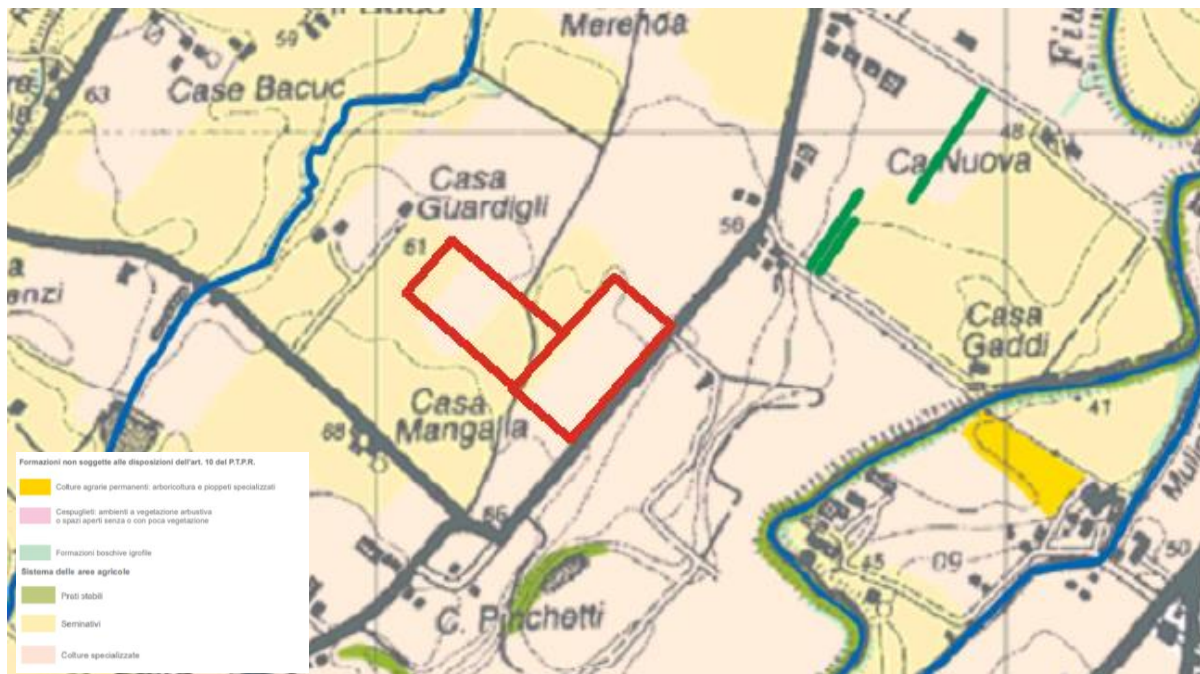 Merenda
59
Case Bacuc
63
48
Ca Nuova
Casa
Guardigli
61
56
anzi
Casa
Gaddi
41
Casa
Mangalla
68
66
45
50
C. Pinchetti
Formazioni non soggette alle disposizioni dell'art. 10 del P.T.P.R.
Colture agrarie permanenti: arboricoltura e pioppeti specializzati
Cespuglieti: ambienti a vegetazione arbustiva
o spazi aperti senza o con poca vegetazione
Formazioni boschive igrofile
Sistema delle aree agricole
Prati stabili
Seminativi
Colture specializzate